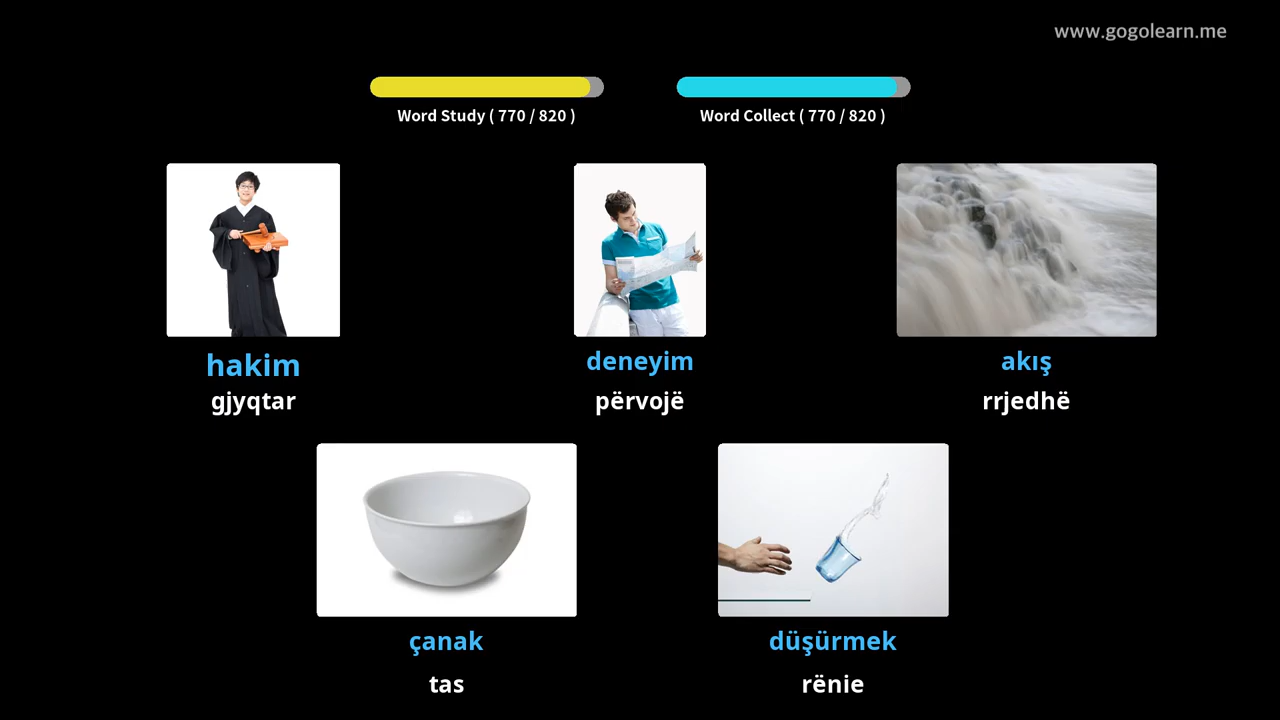 www.gogolearn.me
Word Study ( 770 / 820 )
Word Collect ( 770 / 820 )
hakim
deneyim
akış
gjyqtar
përvojë
rrjedhë
çanak
düşürmek
tas
rënie